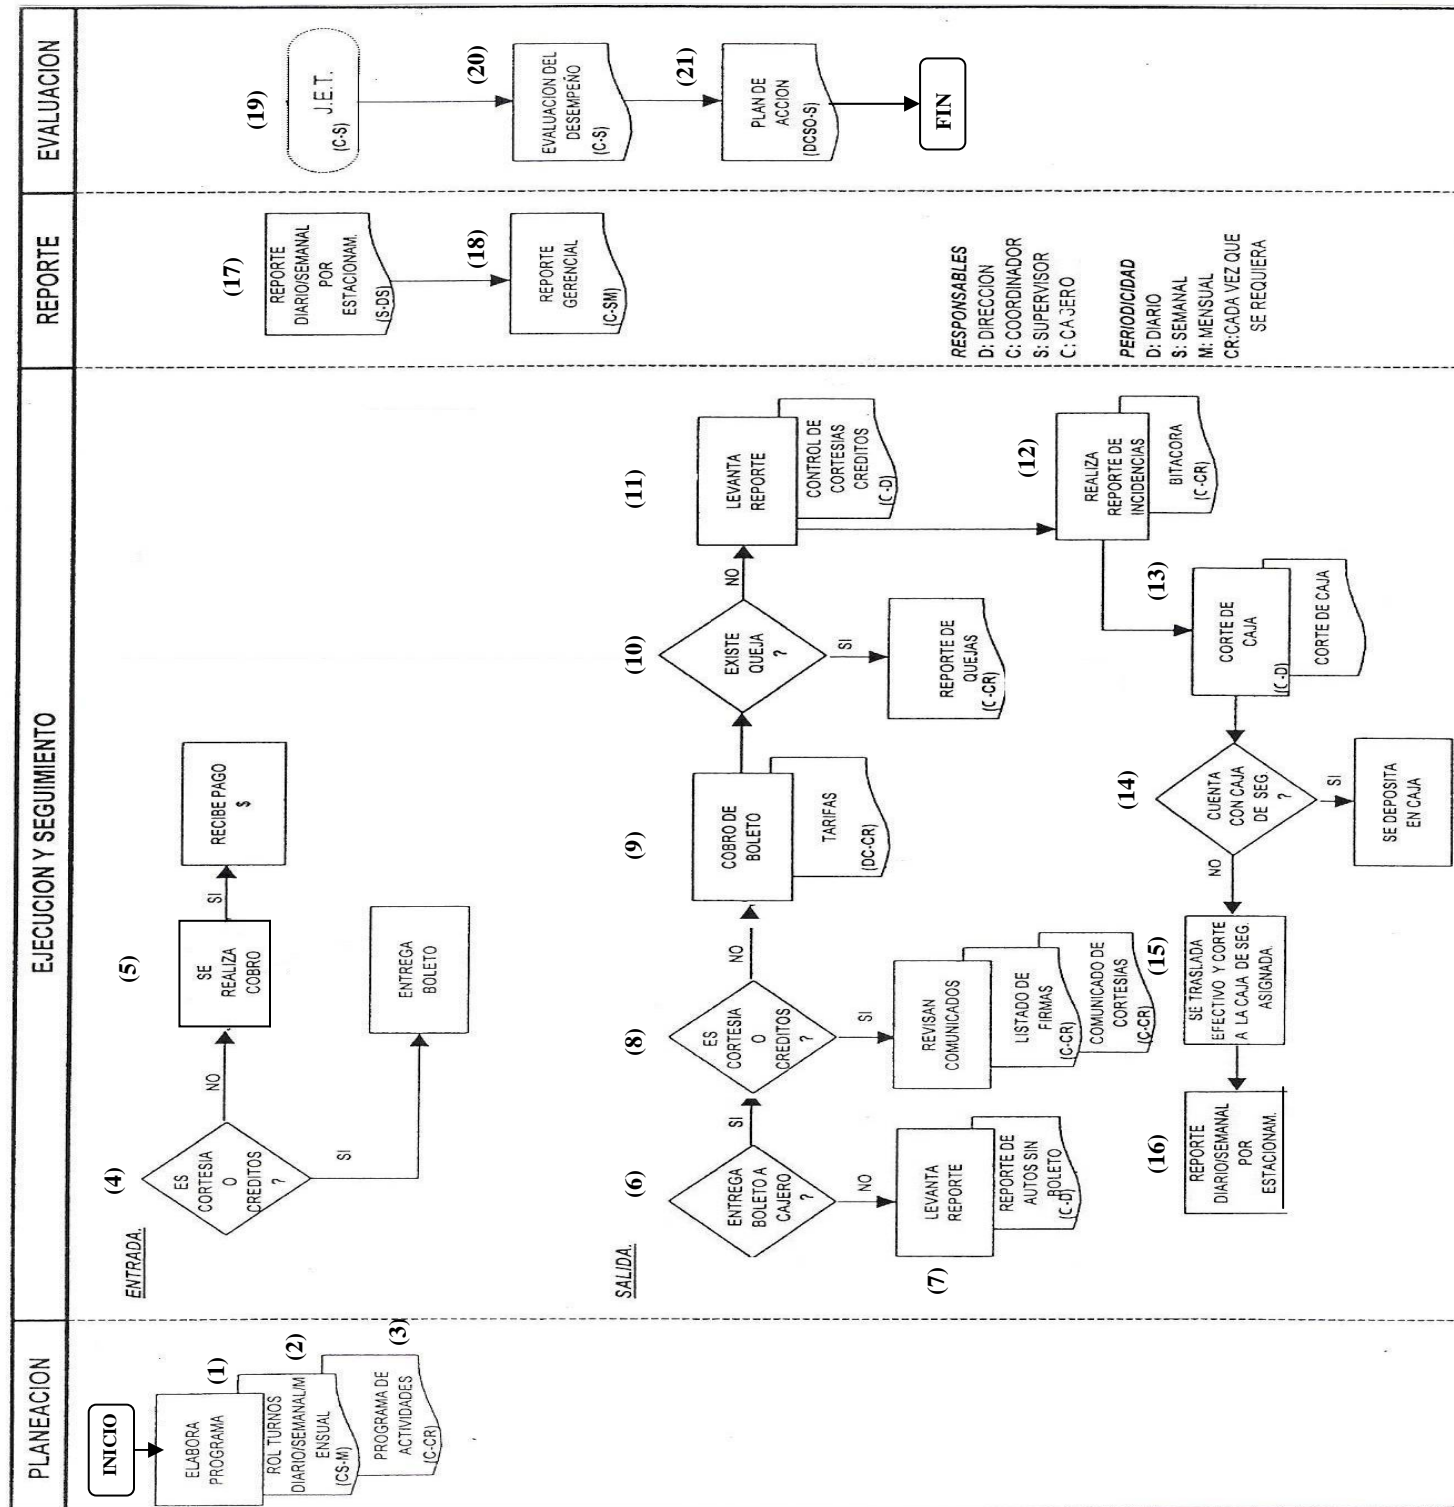 PLANEACION
EJECUCION Y SEGUIMIENTO
REPORTE
EVALUACION
INICIO
ELABORA
PROGRAMA
(1)
ROL TURNOS
DIARIO/SEMANAL/M
ENSUAL
(CS-M)
(2)
PROGRAMA DE
ACTIVIDADES
(C-CR)
(3)
ENTRADA.
(4)
ES
CORTESIA
O
CREDITOS
?
NO
SI
(5)
SE
REALIZA
COBRO
SI
RECIBE PAGO
$
ENTREGA
BOLETO
SALIDA.
(6)
ENTREGA
BOLETO A
CAJERO
?
SI
NO
(7)
LEVANTA
REPORTE
REPORTE DE
AUTOS SIN
BOLETO
(C-D)
(8)
ES
CORTESIA
O
CREDITOS
?
NO
SI
REVISAN
COMUNICADOS
LISTADO DE
FIRMAS
(C-CR)
COMUNICADO DE
CORTESIAS
(C-CR)
(9)
COBRO DE
BOLETO
TARIFAS
(DC-CR)
(10)
EXISTE
QUEJA
?
NO
SI
REPORTE DE
QUEJAS
(C-CR)
(11)
LEVANTA
REPORTE
CONTROL DE
CORTESIAS
CREDITOS
(C-D)
(12)
REALIZA
REPORTE DE
INCIDENCIAS
BITACORA
(C-CR)
(13)
CORTE DE
CAJA
(C-D)
CORTE DE CAJA
(14)
CUENTA
CON CAJA
DE SEG.
?
NO
SI
SE DEPOSITA
EN CAJA
(15)
SE TRASLADA
EFECTIVO Y CORTE
A LA CAJA DE SEG.
ASIGNADA.
(16)
REPORTE
DIARIO/SEMANAL
POR
ESTACIONAM.
(17)
REPORTE
DIARIO/SEMANAL
POR
ESTACIONAM.
(S-DS)
(18)
REPORTE
GERENCIAL
(C-SM)
RESPONSABLES
D: DIRECCION
C: COORDINADOR
S: SUPERVISOR
C: CAJERO
PERIODICIDAD
D: DIARIO
S: SEMANAL
M: MENSUAL
CR:CADA VEZ QUE
SE REQUIERA
(19)
J.E.T.
(C-S)
(20)
EVALUACION DEL
DESEMPEÑO
(C-S)
(21)
PLAN DE
ACCION
(DCSO-S)
FIN